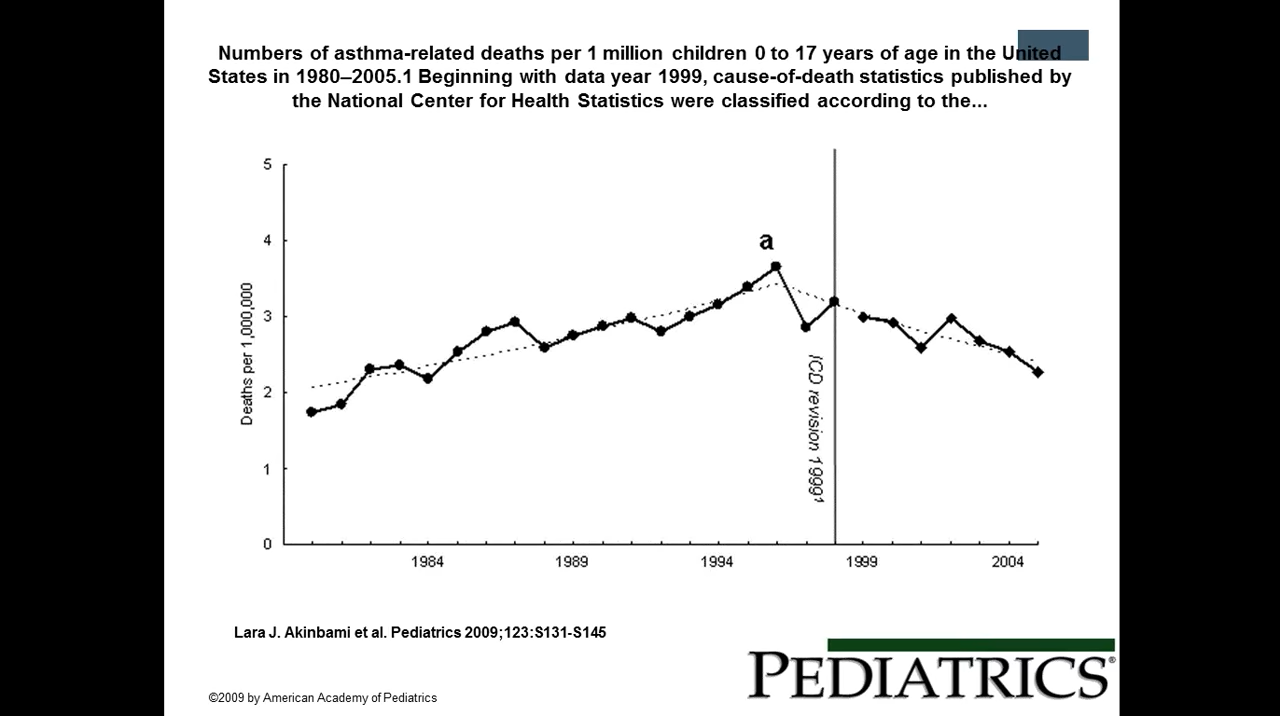 Numbers of asthma-related deaths per 1 million children 0 to 17 years of age in the United
States in 1980–2005.1 Beginning with data year 1999, cause-of-death statistics published by
the National Center for Health Statistics were classified according to the...
5
4
3
2
1
0
Deaths per 1,000,000
a
ICD revision 1999¹
1984
1989
1994
1999
2004
Lara J. Akinbami et al. Pediatrics 2009;123:S131-S145
PEDIATRICS®
©2009 by American Academy of Pediatrics